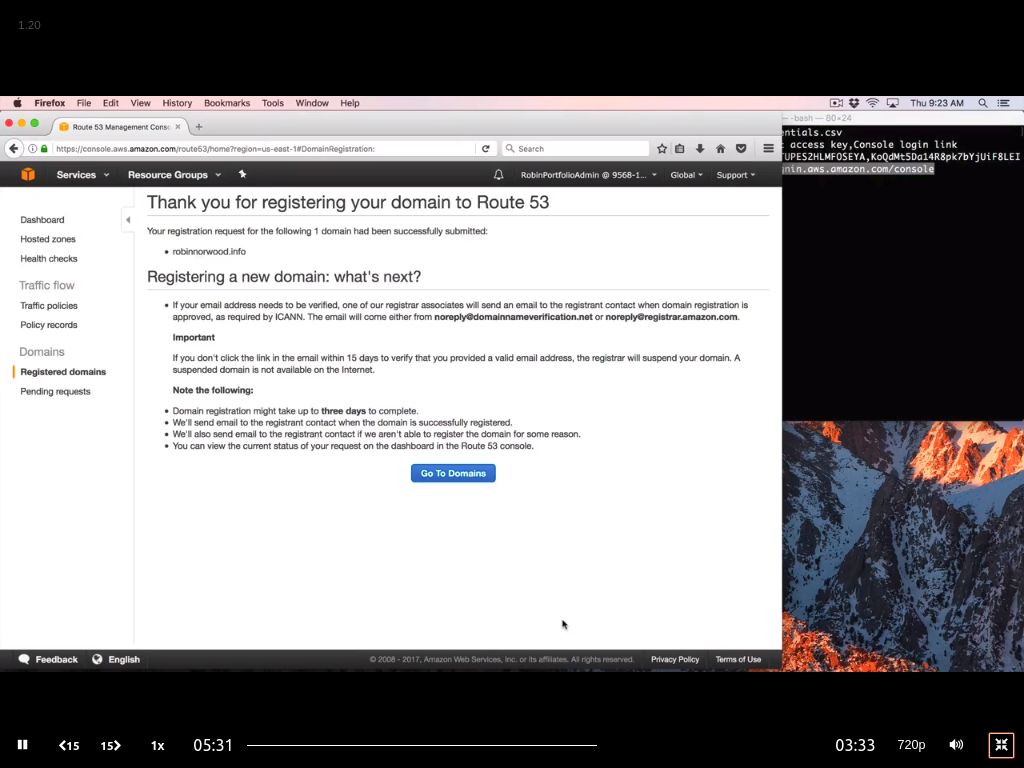 1.20
Firefox File Edit View History Bookmarks Tools Window Help
Thu 9:23 AM
Route 53 Management Conso
-bash — 80×24
https://console.aws.amazon.com/route53/home?region=us-east-1#DomainRegistration:
Search
entials.csv
access key,Console login link
Services
Resource Groups
RobinPortfolioAdmin @ 9568-1...
Global
Support
nin.aws.amazon.com/console
Dashboard
Hosted zones
Health checks
Traffic flow
Traffic policies
Policy records
Domains
Registered domains
Pending requests
Thank you for registering your domain to Route 53
Your registration request for the following 1 domain had been successfully submitted:
• robinnorwood.info
Registering a new domain: what's next?
• If your email address needs to be verified, one of our registrar associates will send an email to the registrant contact when domain registration is
approved, as required by ICANN. The email will come either from noreply@domainnameverification.net or noreply@registrar.amazon.com.
Important
If you don't click the link in the email within 15 days to verify that you provided a valid email address, the registrar will suspend your domain. A
suspended domain is not available on the Internet.
Note the following:
• Domain registration might take up to three days to complete.
• We'll send email to the registrant contact when the domain is successfully registered.
• We'll also send email to the registrant contact if we aren't able to register the domain for some reason.
• You can view the current status of your request on the dashboard in the Route 53 console.
Go To Domains
Feedback
English
© 2008 - 2017, Amazon Web Services, Inc. or its affiliates. All rights reserved.
Privacy Policy
Terms of Use
15
15
1x
05:31
03:33
720p